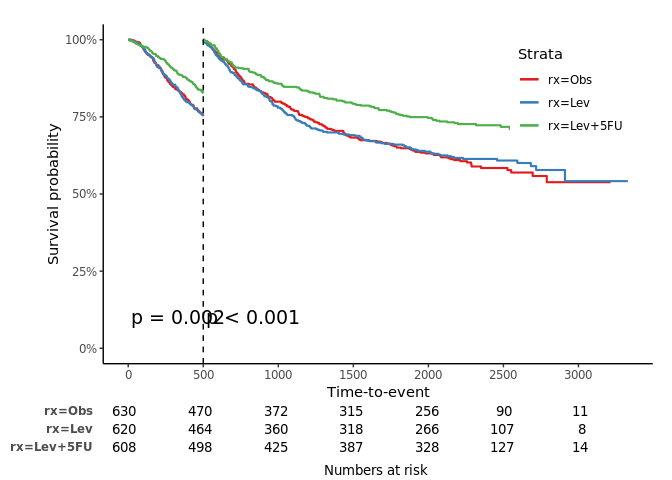 100%
75%
50%
25%
0%
Survival probability
Strata
rx=Obs
rx=Lev
rx=Lev+5FU
p = 0.002
p < 0.001
0 500 1000 1500 2000 2500 3000
Time-to-event
rx=Obs 630 470 372 315 256 90 11
rx=Lev 620 464 360 318 266 107 8
rx=Lev+5FU 608 498 425 387 328 127 14
Numbers at risk